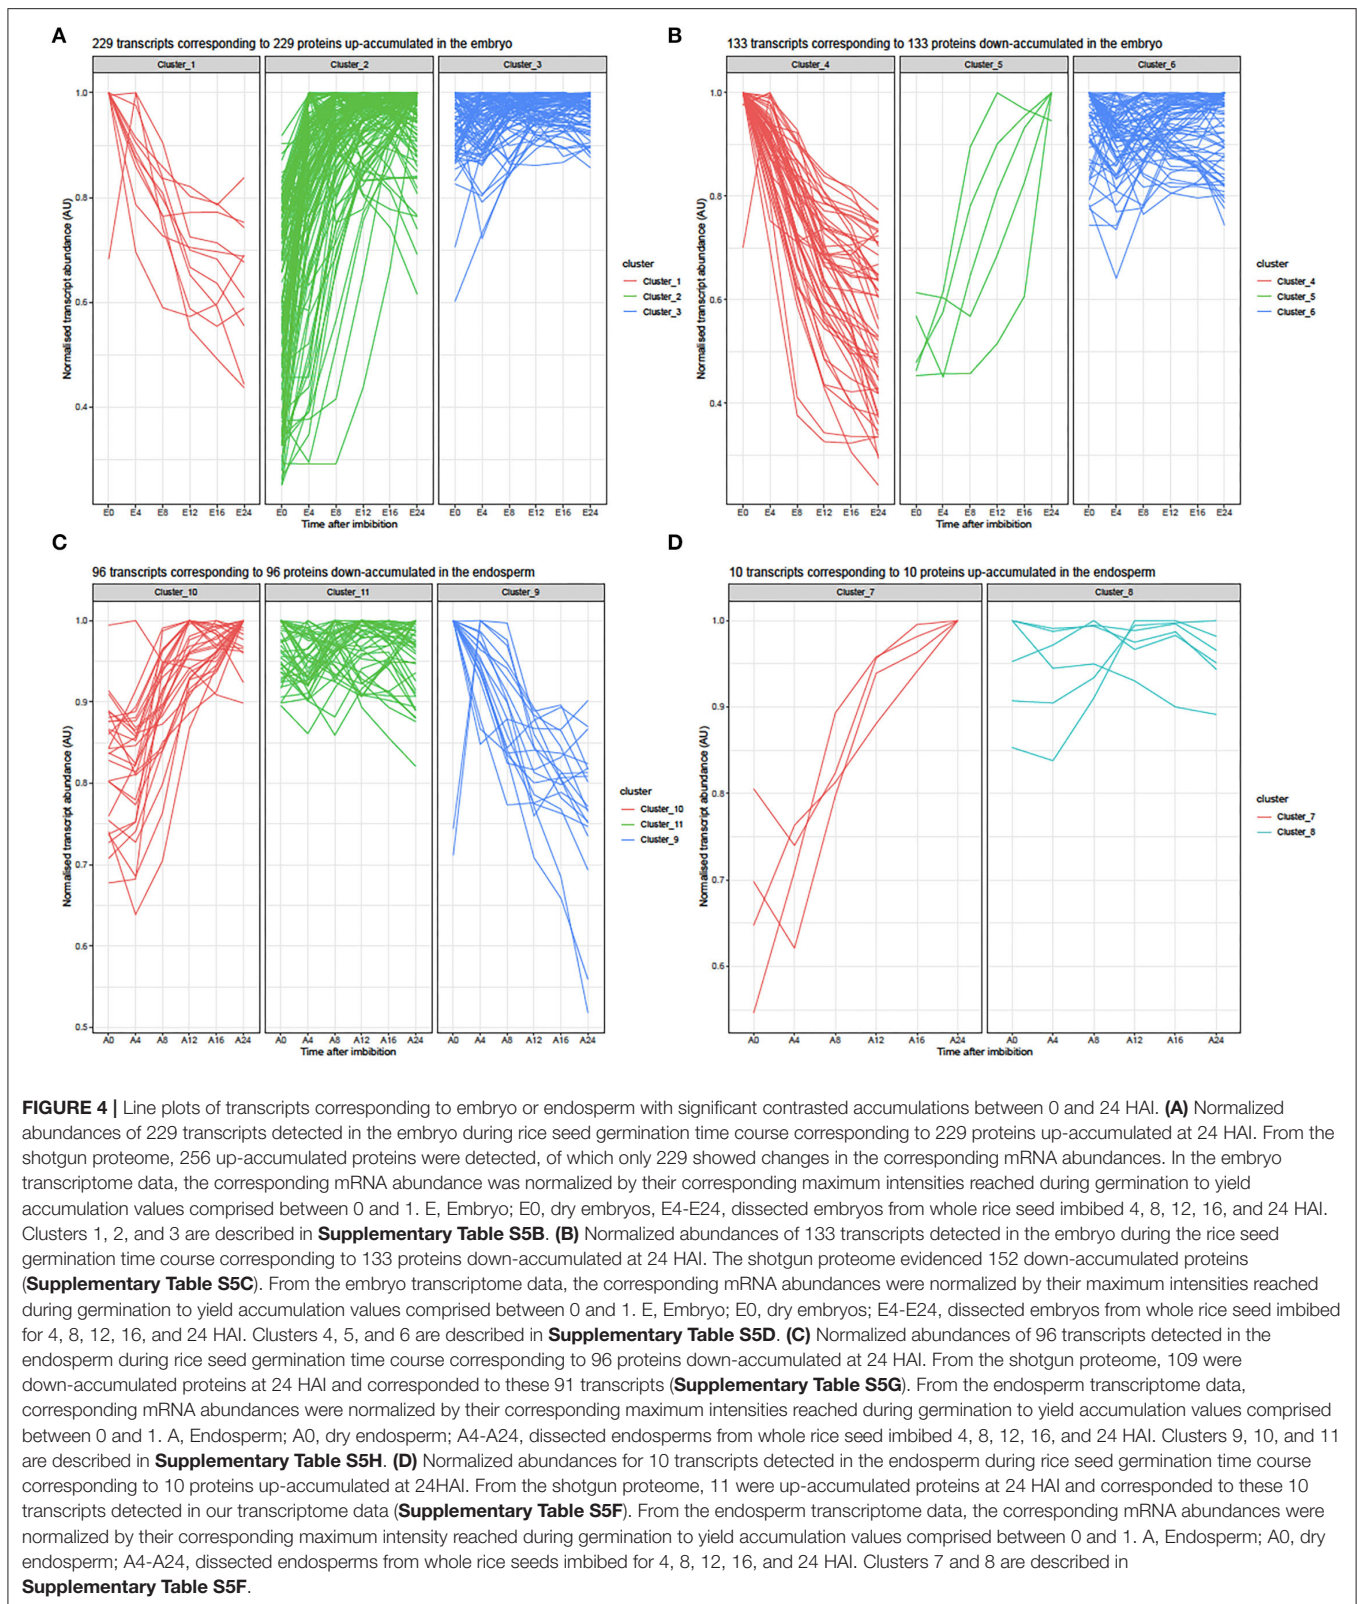 A
229 transcripts corresponding to 229 proteins up-accumulated in the embryo
Cluster_1
Cluster_2
Cluster_3
1.0
0.8
0.6
0.4
Normalised transcript abundance (AU)
E0 E4 E8 E12 E16 E24
E0 E4 E8 E12 E16 E24
E0 E4 E8 E12 E16 E24
Time after imbibition
cluster
Cluster_1
Cluster_2
Cluster_3
B
133 transcripts corresponding to 133 proteins down-accumulated in the embryo
Cluster_4
Cluster_5
Cluster_6
1.0
0.8
0.6
0.4
Normalised transcript abundance (AU)
E0 E4 E8 E12 E16 E24
E0 E4 E8 E12 E16 E24
E0 E4 E8 E12 E16 E24
Time after imbibition
cluster
Cluster_4
Cluster_5
Cluster_6
C
96 transcripts corresponding to 96 proteins down-accumulated in the endosperm
Cluster_10
Cluster_11
Cluster_9
1.0
0.9
0.8
0.7
0.6
0.5
Normalised transcript abundance (AU)
A0 A4 A8 A12 A16 A24
A0 A4 A8 A12 A16 A24
A0 A4 A8 A12 A16 A24
Time after imbibition
cluster
Cluster_10
Cluster_11
Cluster_9
D
10 transcripts corresponding to 10 proteins up-accumulated in the endosperm
Cluster_7
Cluster_8
1.0
0.9
0.8
0.7
0.6
Normalised transcript abundance (AU)
A0 A4 A8 A12 A16 A24
A0 A4 A8 A12 A16 A24
Time after imbibition
cluster
Cluster_7
Cluster_8
FIGURE 4 | Line plots of transcripts corresponding to embryo or endosperm with significant contrasted accumulations between 0 and 24 HAI. (A) Normalized
abundances of 229 transcripts detected in the embryo during rice seed germination time course corresponding to 229 proteins up-accumulated at 24 HAI. From the
shotgun proteome, 256 up-accumulated proteins were detected, of which only 229 showed changes in the corresponding mRNA abundances. In the embryo
transcriptome data, the corresponding mRNA abundance was normalized by their corresponding maximum intensities reached during germination to yield
accumulation values comprised between 0 and 1. E, Embryo; E0, dry embryos, E4-E24, dissected embryos from whole rice seed imbibed 4, 8, 12, 16, and 24 HAI.
Clusters 1, 2, and 3 are described in Supplementary Table S5B. (B) Normalized abundances of 133 transcripts detected in the embryo during the rice seed
germination time course corresponding to 133 proteins down-accumulated at 24 HAI. The shotgun proteome evidenced 152 down-accumulated proteins
(Supplementary Table S5C). From the embryo transcriptome data, the corresponding mRNA abundances were normalized by their maximum intensities reached
during germination to yield accumulation values comprised between 0 and 1. E, Embryo; E0, dry embryos; E4-E24, dissected embryos from whole rice seed imbibed
for 4, 8, 12, 16, and 24 HAI. Clusters 4, 5, and 6 are described in Supplementary Table S5D. (C) Normalized abundances of 96 transcripts detected in the
endosperm during rice seed germination time course corresponding to 96 proteins down-accumulated at 24 HAI. From the shotgun proteome, 109 were
down-accumulated proteins at 24 HAI and corresponded to these 91 transcripts (Supplementary Table S5G). From the endosperm transcriptome data,
corresponding mRNA abundances were normalized by their corresponding maximum intensities reached during germination to yield accumulation values comprised
between 0 and 1. A, Endosperm; A0, dry endosperm; A4-A24, dissected endosperms from whole rice seed imbibed 4, 8, 12, 16, and 24 HAI. Clusters 9, 10, and 11
are described in Supplementary Table S5H. (D) Normalized abundances for 10 transcripts detected in the endosperm during rice seed germination time course
corresponding to 10 proteins up-accumulated at 24HAI. From the shotgun proteome, 11 were up-accumulated proteins at 24 HAI and corresponded to these 10
transcripts detected in our transcriptome data (Supplementary Table S5F). From the endosperm transcriptome data, the corresponding mRNA abundances were
normalized by their corresponding maximum intensity reached during germination to yield accumulation values comprised between 0 and 1. A, Endosperm; A0, dry
endosperm; A4-A24, dissected endosperms from whole rice seeds imbibed for 4, 8, 12, 16, and 24 HAI. Clusters 7 and 8 are described in
Supplementary Table S5F.